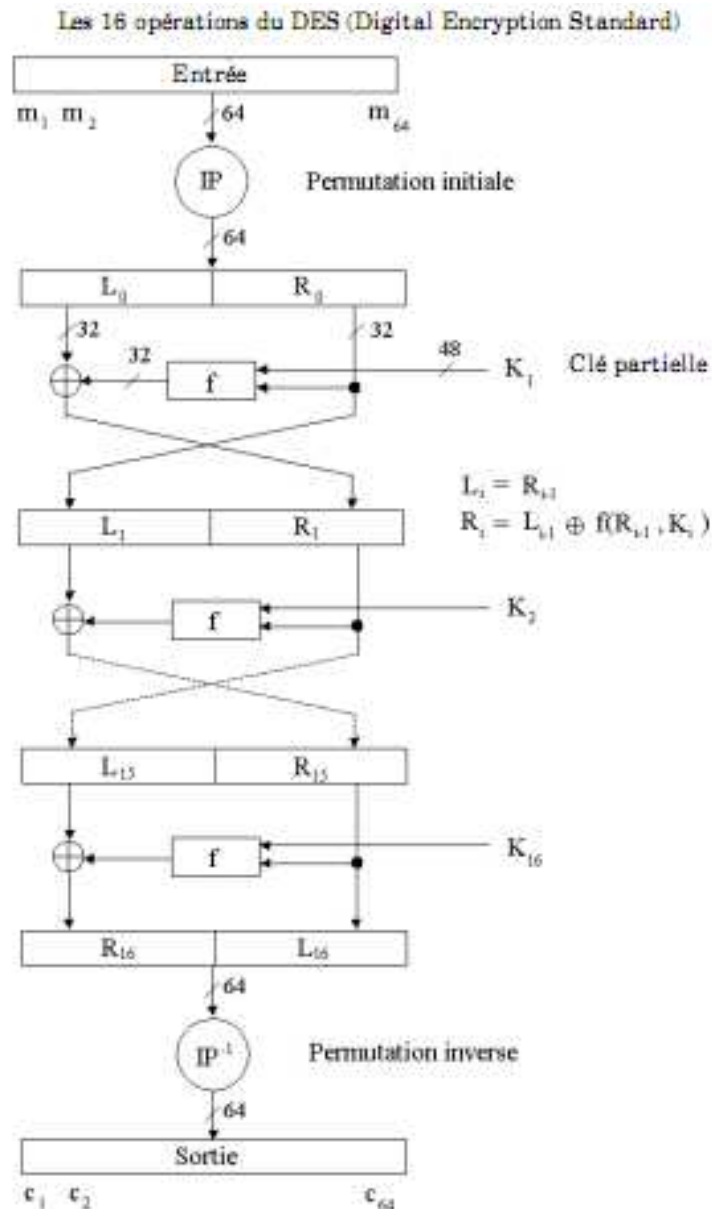 Les 16 opérations du DES (Digital Encryption Standard)
Entrée
m₁ m₂ 64 m₆₄
IP Permutation initiale
64
L₀ R₀
32 32
32 f 48 K₁ Clé partielle
Lᵢ = Rᵢ₋₁
L₁ R₁
Rᵢ = Lᵢ₋₁ ⊕ f(Rᵢ₋₁, Kᵢ)
f K₂
L₁₅ R₁₅
f K₁₆
R₁₆ L₁₆
64
IP⁻¹ Permutation inverse
64
Sortie
c₁ c₂ c₆₄